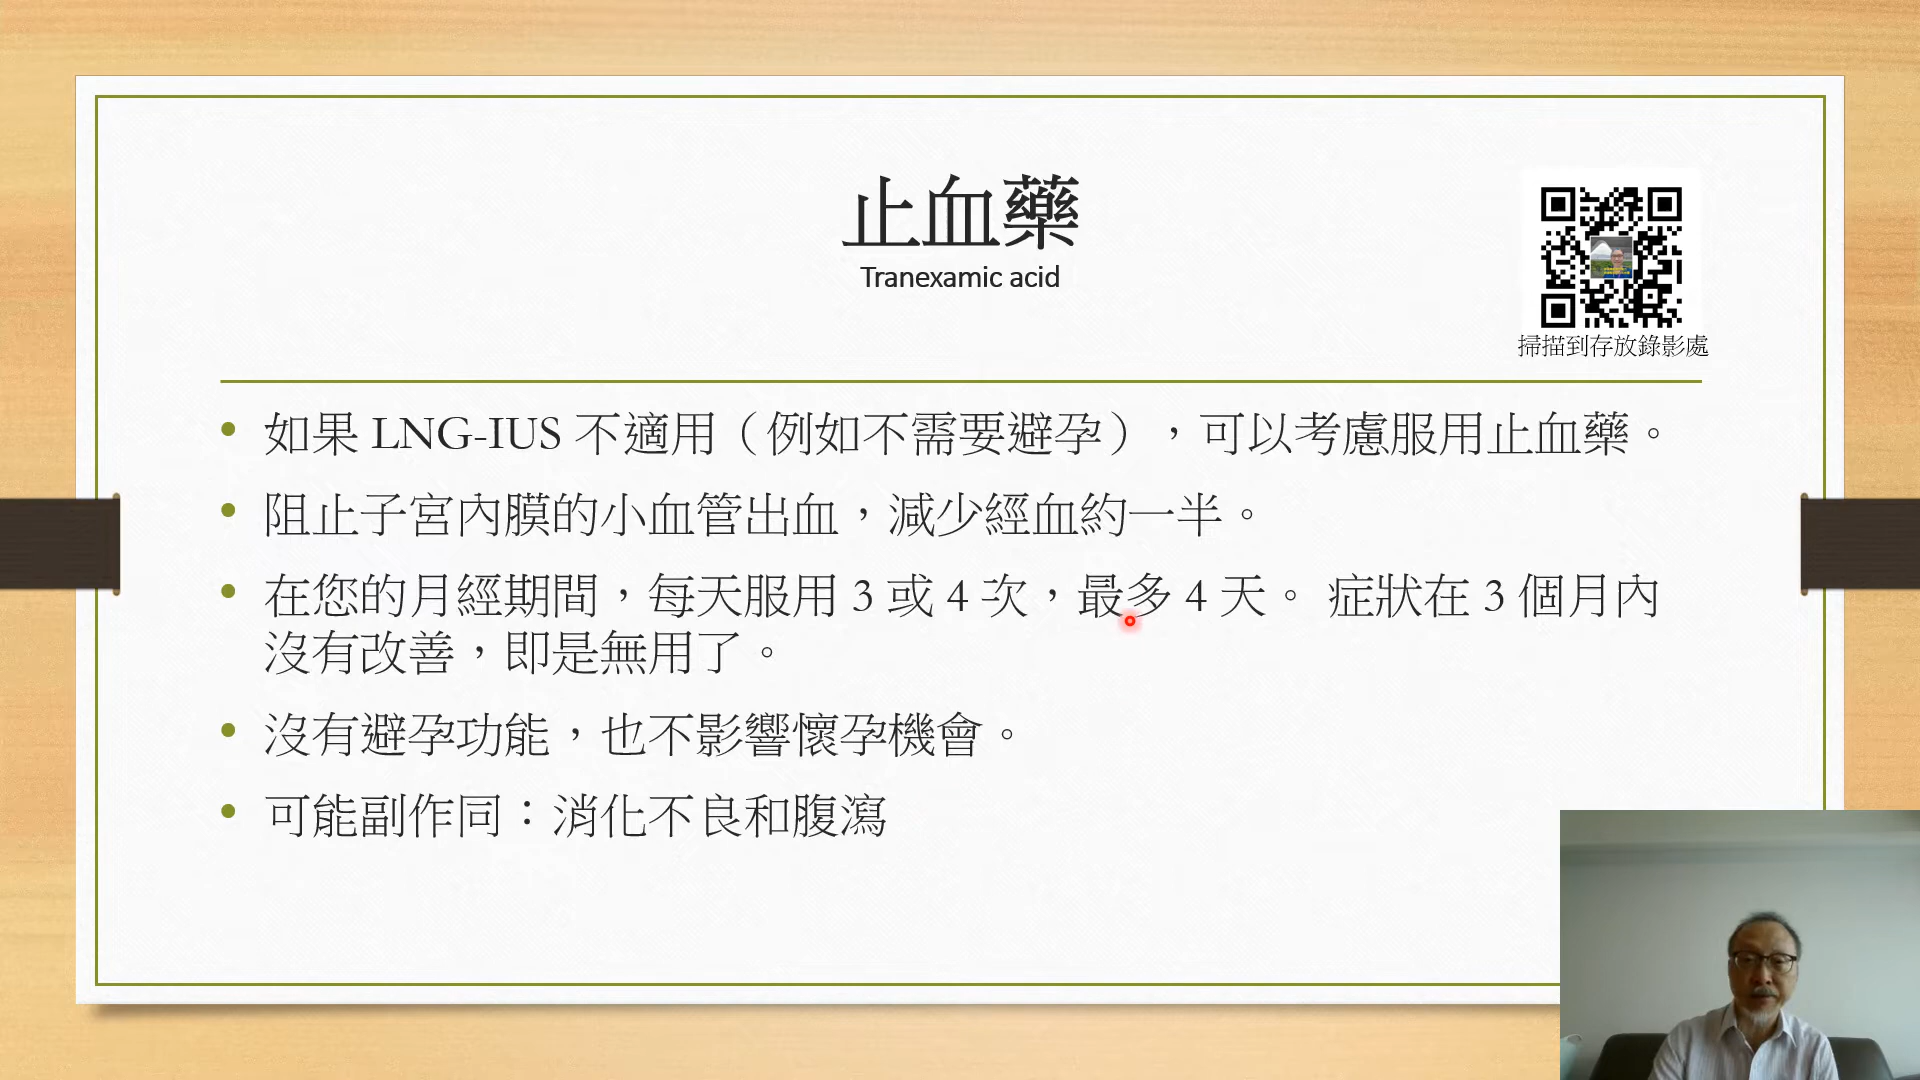 止血藥
Tranexamic acid
掃描到存放錄影處
• 如果 LNG-IUS 不適用（例如不需要避孕），可以考慮服用止血藥。
• 阻止子宮內膜的小血管出血，減少經血約一半。
• 在您的月經期間，每天服用 3 或 4 次，最多 4 天。 症狀在 3 個月內
沒有改善，即是無用了。
• 沒有避孕功能，也不影響懷孕機會。
• 可能副作同：消化不良和腹瀉